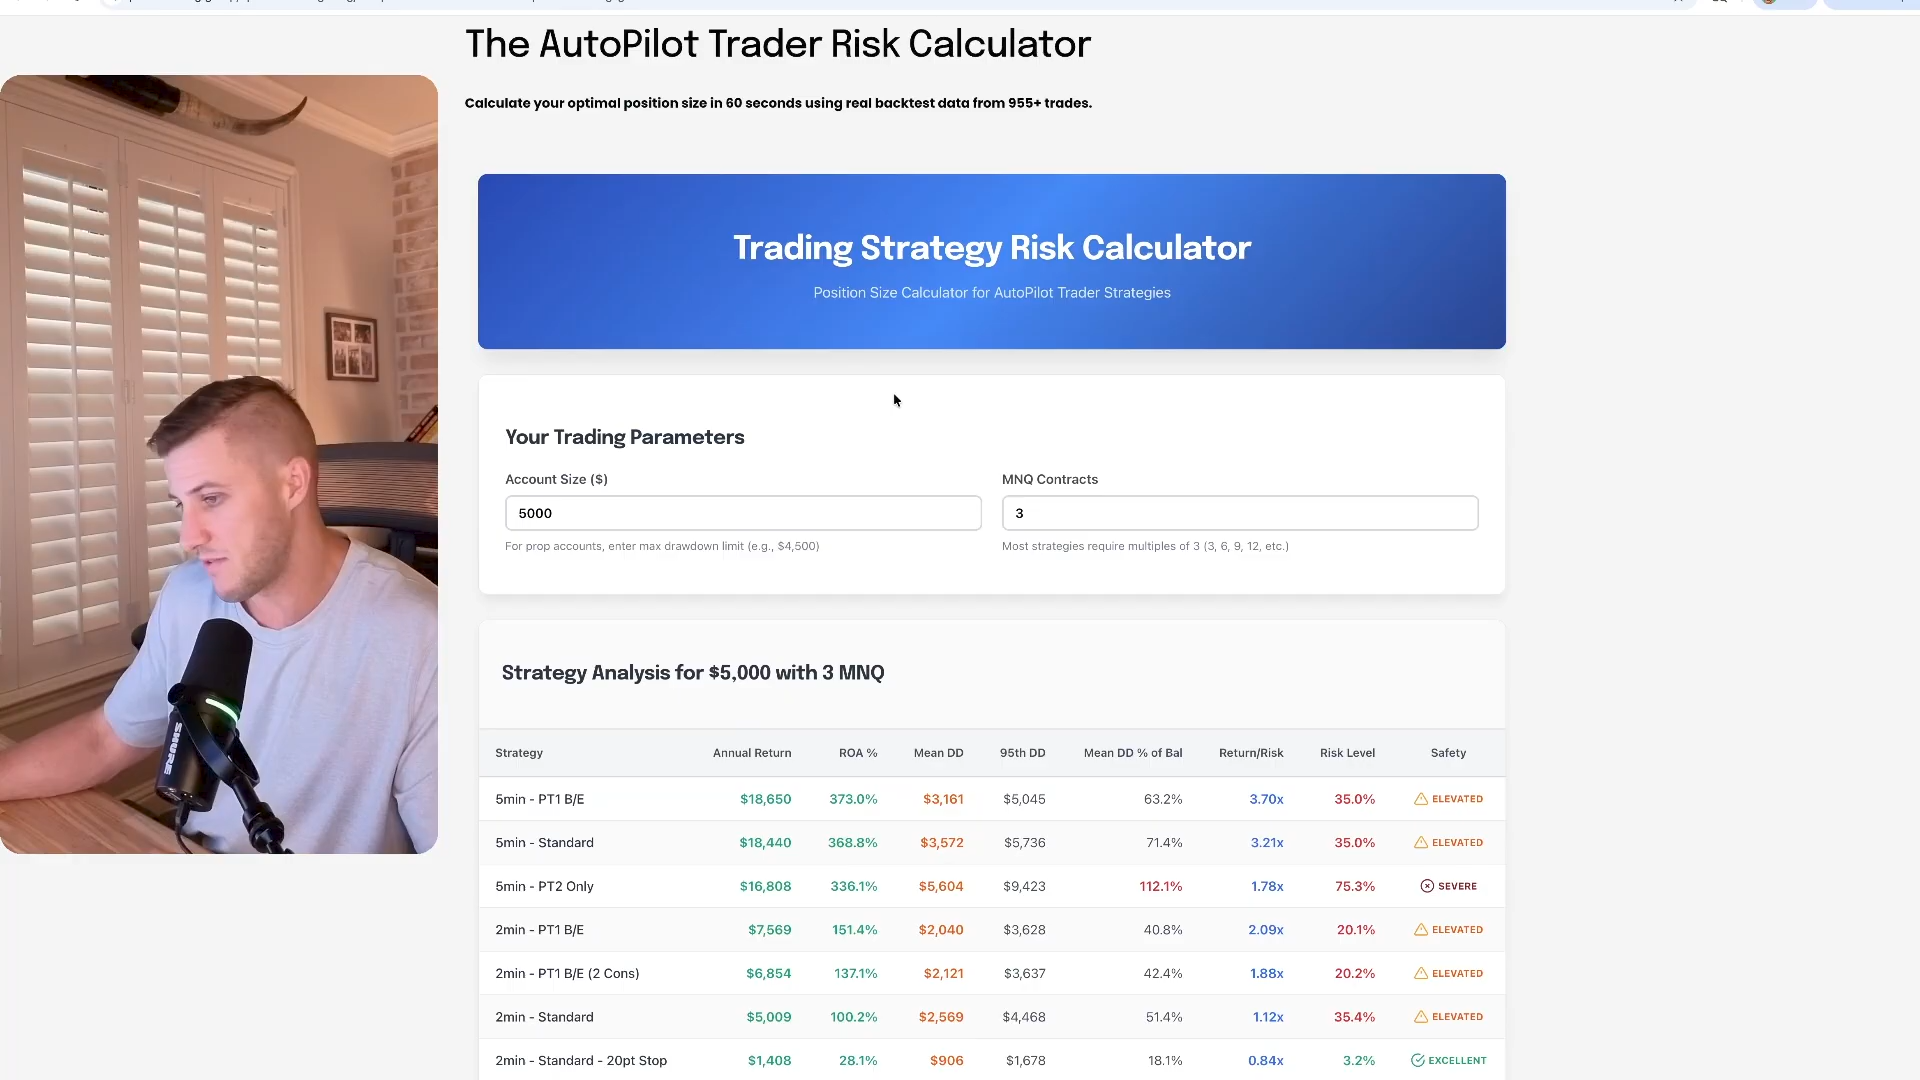 The AutoPilot Trader Risk Calculator
Calculate your optimal position size in 60 seconds using real backtest data from 955+ trades.
Trading Strategy Risk Calculator
Position Size Calculator for AutoPilot Trader Strategies
Your Trading Parameters
Account Size ($) MNQ Contracts
5000 3
For prop accounts, enter max drawdown limit (e.g., $4,500) Most strategies require multiples of 3 (3, 6, 9, 12, etc.)
Strategy Analysis for $5,000 with 3 MNQ
Strategy Annual Return ROA % Mean DD 95th DD Mean DD % of Bal Return/Risk Risk Level Safety
5min - PT1 B/E $18,650 373.0% $3,161 $5,045 63.2% 3.70x 35.0% ELEVATED
5min - Standard $18,440 368.8% $3,572 $5,736 71.4% 3.21x 35.0% ELEVATED
5min - PT2 Only $16,808 336.1% $5,604 $9,423 112.1% 1.78x 75.3% SEVERE
2min - PT1 B/E $7,569 151.4% $2,040 $3,628 40.8% 2.09x 20.1% ELEVATED
2min - PT1 B/E (2 Cons) $6,854 137.1% $2,121 $3,637 42.4% 1.88x 20.2% ELEVATED
2min - Standard $5,009 100.2% $2,569 $4,468 51.4% 1.12x 35.4% ELEVATED
2min - Standard - 20pt Stop $1,408 28.1% $906 $1,678 18.1% 0.84x 3.2% EXCELLENT
SHURE